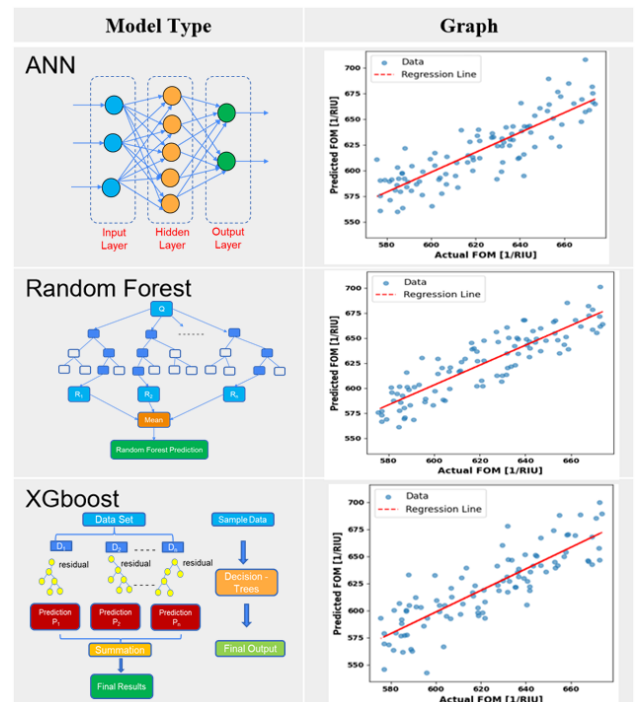 Model Type
Graph
ANN
Input Layer
Hidden Layer
Output Layer
Data
Regression Line
700
675
650
625
600
575
550
Predicted FOM [1/RIU]
580 600 620 640 660
Actual FOM [1/RIU]
Random Forest
Q
R1 R2 Rn
Mean
Random Forest Prediction
Data
Regression Line
700
675
650
625
600
575
550
Predicted FOM [1/RIU]
580 600 620 640 660
Actual FOM [1/RIU]
XGboost
Data Set
Sample Data
D1 D2 Dn
residual residual residual
Decision -
Trees
Prediction P1
Prediction P2
Prediction Pn
Summation
Final Output
Final Results
Data
Regression Line
700
675
650
625
600
575
550
Predicted FOM [1/RIU]
580 600 620 640 660
Actual FOM [1/RIU]